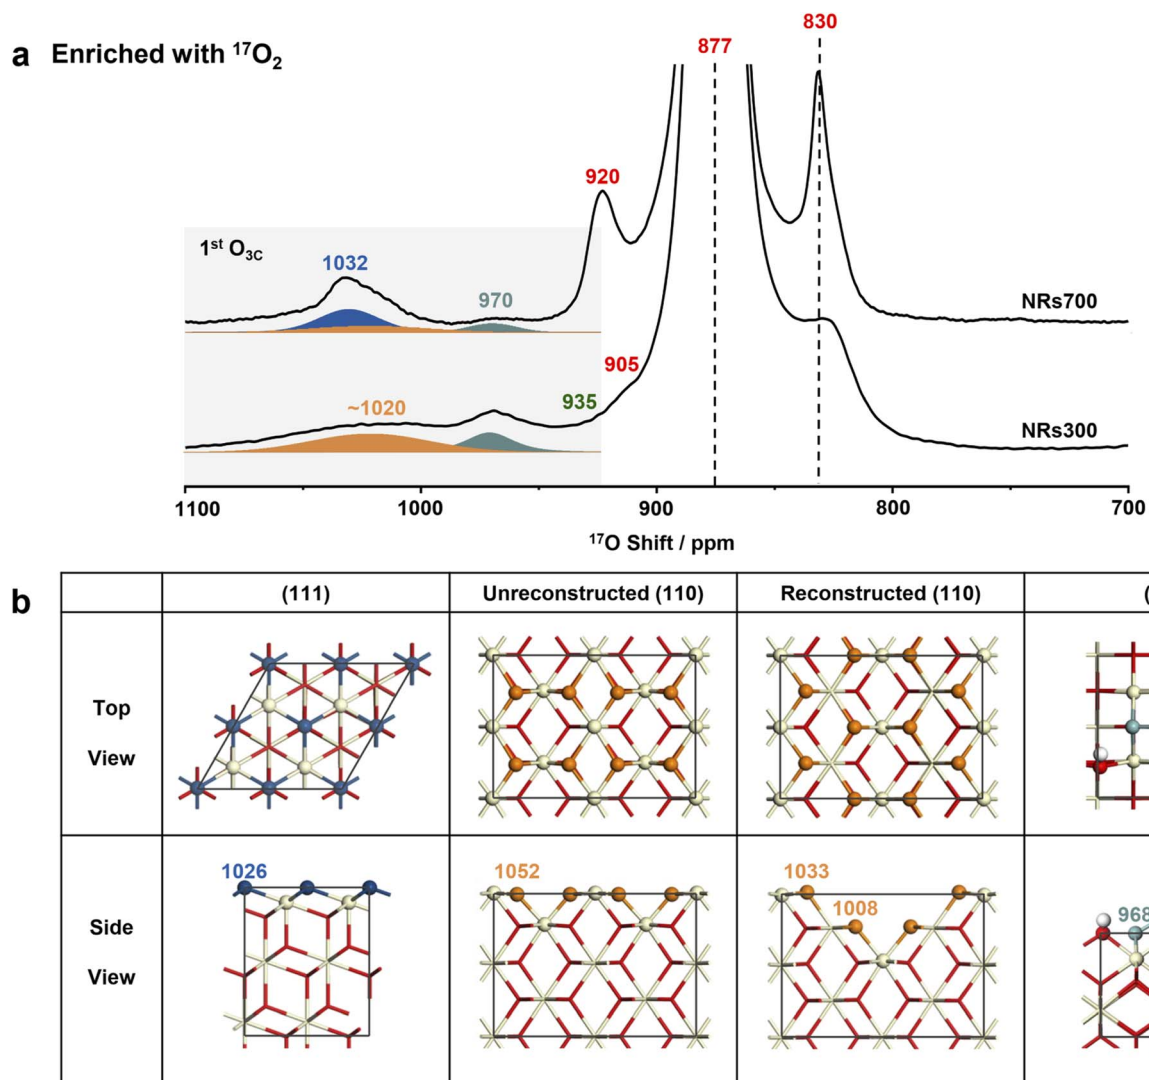 a Enriched with ¹⁷O₂
830
877
920
1ˢᵗ O₃C
1032
970
NRs700
905
935
~1020
NRs300
1100 1000 900 800 700
¹⁷O Shift / ppm
b
(111) Unreconstructed (110) Reconstructed (110) (
Top
View
1026 1052 1033
1008
968
Side
View